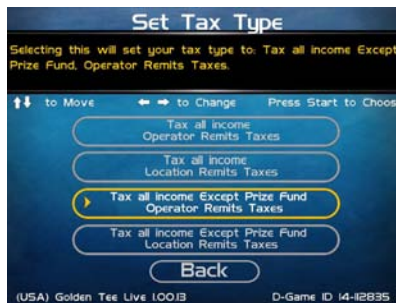 Set Tax Type
Selecting this will set your tax type to: Tax all income Except
Prize Fund, Operator Remits Taxes.
to Move to Change Press Start to Choos
Tax all income
Operator Remits Taxes
Tax all income
Location Remits Taxes
Tax all income Except Prize Fund
Operator Remits Taxes
Tax all income Except Prize Fund
Location Remits Taxes
Back
(USA) Golden Tee Live 1.00.13 D-Game ID 14-112835